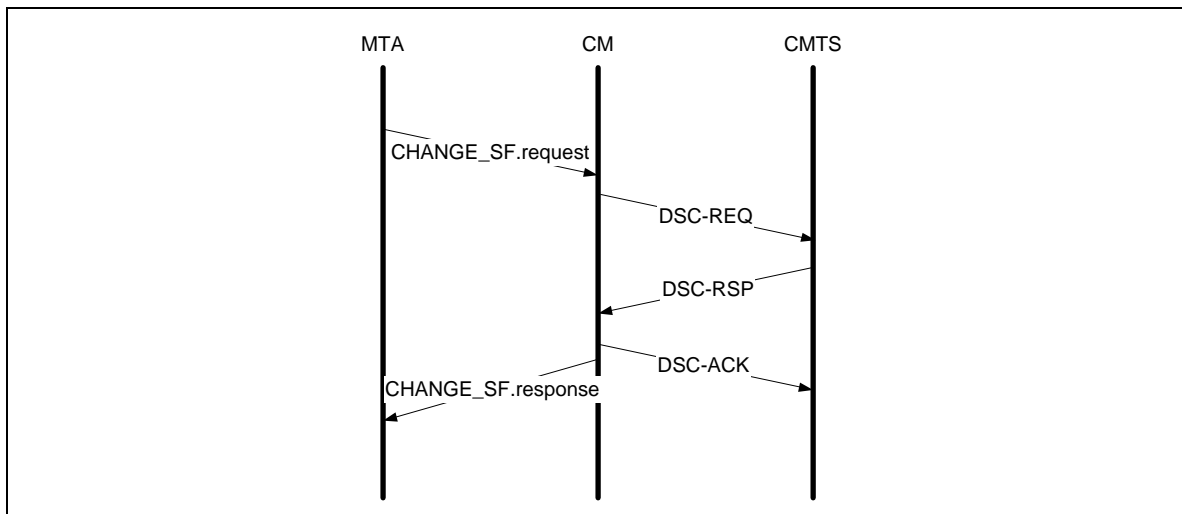 MTA CM CMTS
CHANGE_SF.request
DSC-REQ
DSC-RSP
DSC-ACK
CHANGE_SF.response